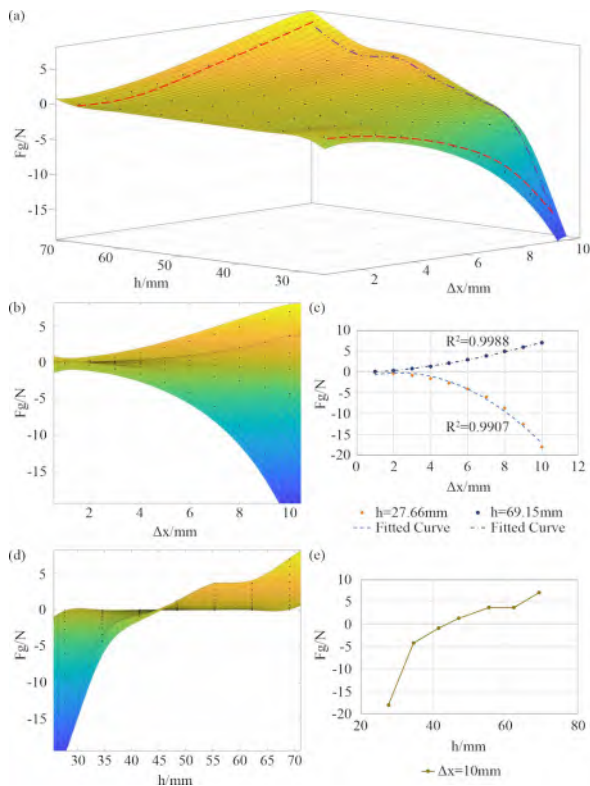 (a)
5
0
-5
-10
-15
Fg/N
70
60
50
40
30
h/mm
2
4
6
8
10
Δx/mm
(b)
5
0
-5
-10
-15
Fg/N
2
4
6
8
10
Δx/mm
(c)
10
5
0
-5
-10
-15
-20
Fg/N
R²=0.9988
R²=0.9907
0
2
4
6
8
10
12
Δx/mm
h=27.66mm
h=69.15mm
Fitted Curve
Fitted Curve
(d)
5
0
-5
-10
-15
Fg/N
30
35
40
45
50
55
60
65
70
h/mm
(e)
10
5
0
-5
-10
-15
-20
Fg/N
20
40
60
80
h/mm
Δx=10mm